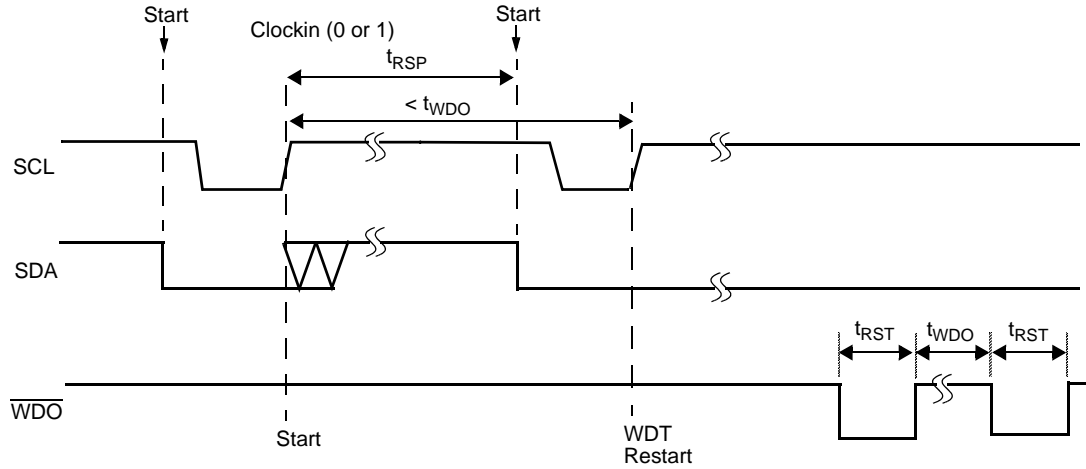 Start
Start
Clockin (0 or 1)
tRSP
< tWDO
SCL
SDA
tRST
tWDO
tRST
WDO
Start
WDT
Restart